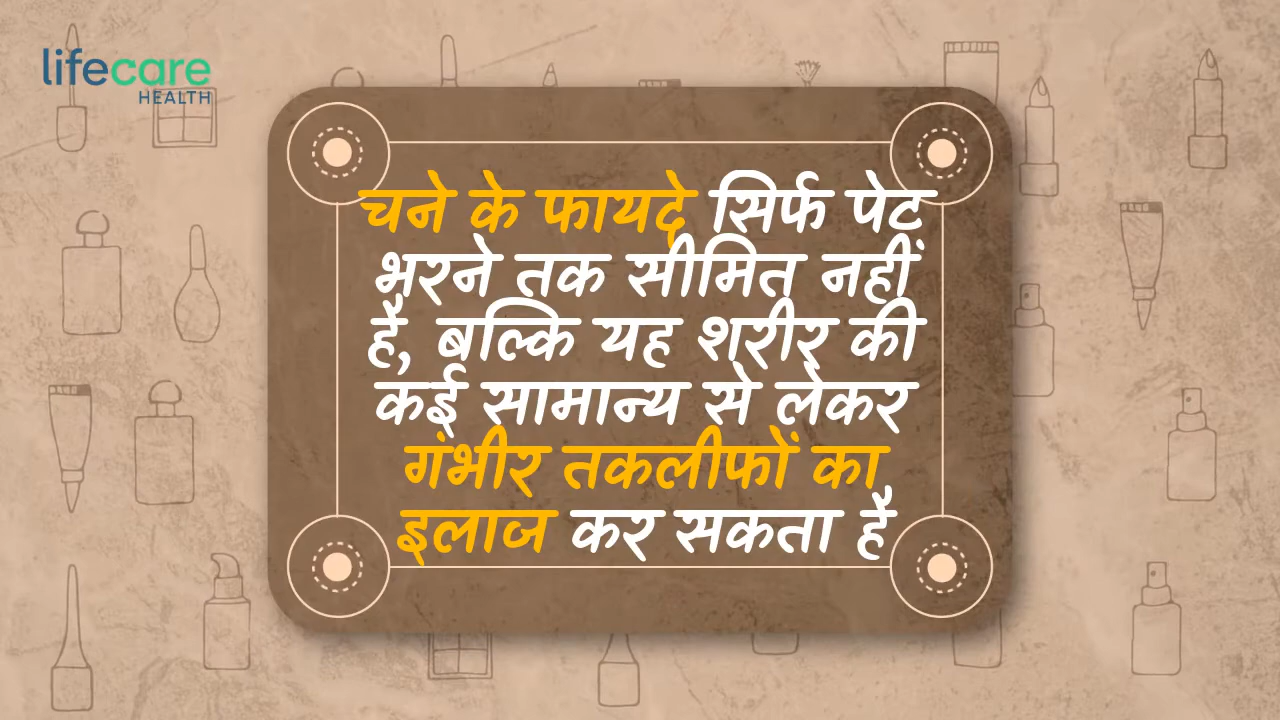 lifecare
HEALTH
चने के फायदे सिर्फ पेट
भरने तक सीमित नहीं
है, बल्कि यह शरीर की
कई सामान्य से लेकर
गंभीर तकलीफों का
इलाज कर सकता है